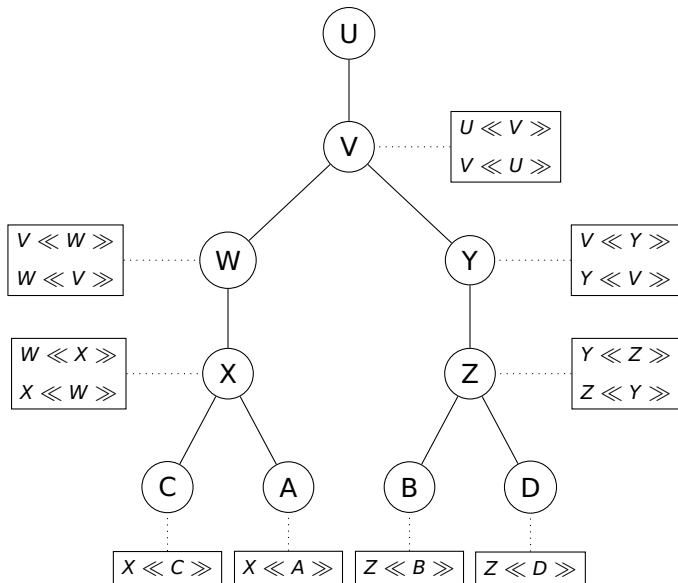 U
V
U ≪ V ≫
V ≪ U ≫
V ≪ W ≫
W ≪ V ≫
W
Y
V ≪ Y ≫
Y ≪ V ≫
W ≪ X ≫
X ≪ W ≫
X
Z
Y ≪ Z ≫
Z ≪ Y ≫
C
A
B
D
X ≪ C ≫
X ≪ A ≫
Z ≪ B ≫
Z ≪ D ≫